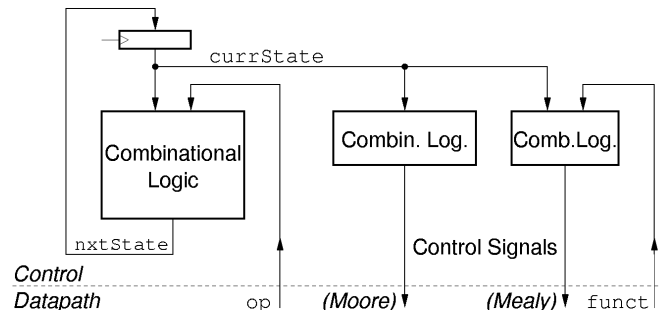 currState
Combinational
Logic
Combin. Log.
Comb.Log.
nxtState
Control Signals
Control
Datapath
op
(Moore)
(Mealy)
funct